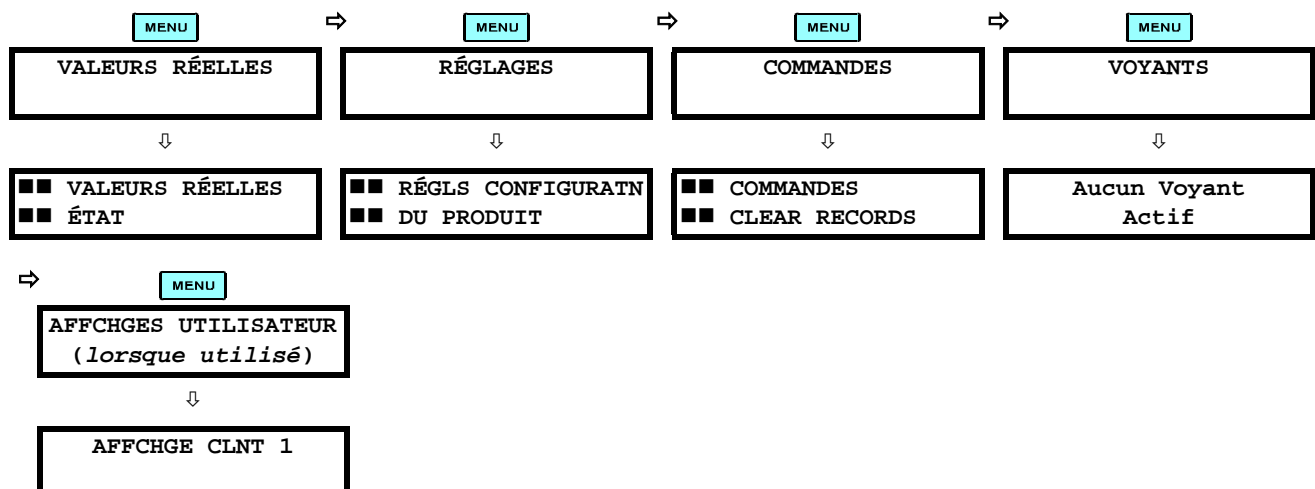 MENU
MENU
MENU
MENU
VALEURS RÉELLES
RÉGLAGES
COMMANDES
VOYANTS
■■ VALEURS RÉELLES
■■ ÉTAT
■■ RÉGLS CONFIGURATN
■■ DU PRODUIT
■■ COMMANDES
■■ CLEAR RECORDS
Aucun Voyant
Actif
MENU
AFFCHGES UTILISATEUR
(lorsque utilisé)
AFFCHGE CLNT 1